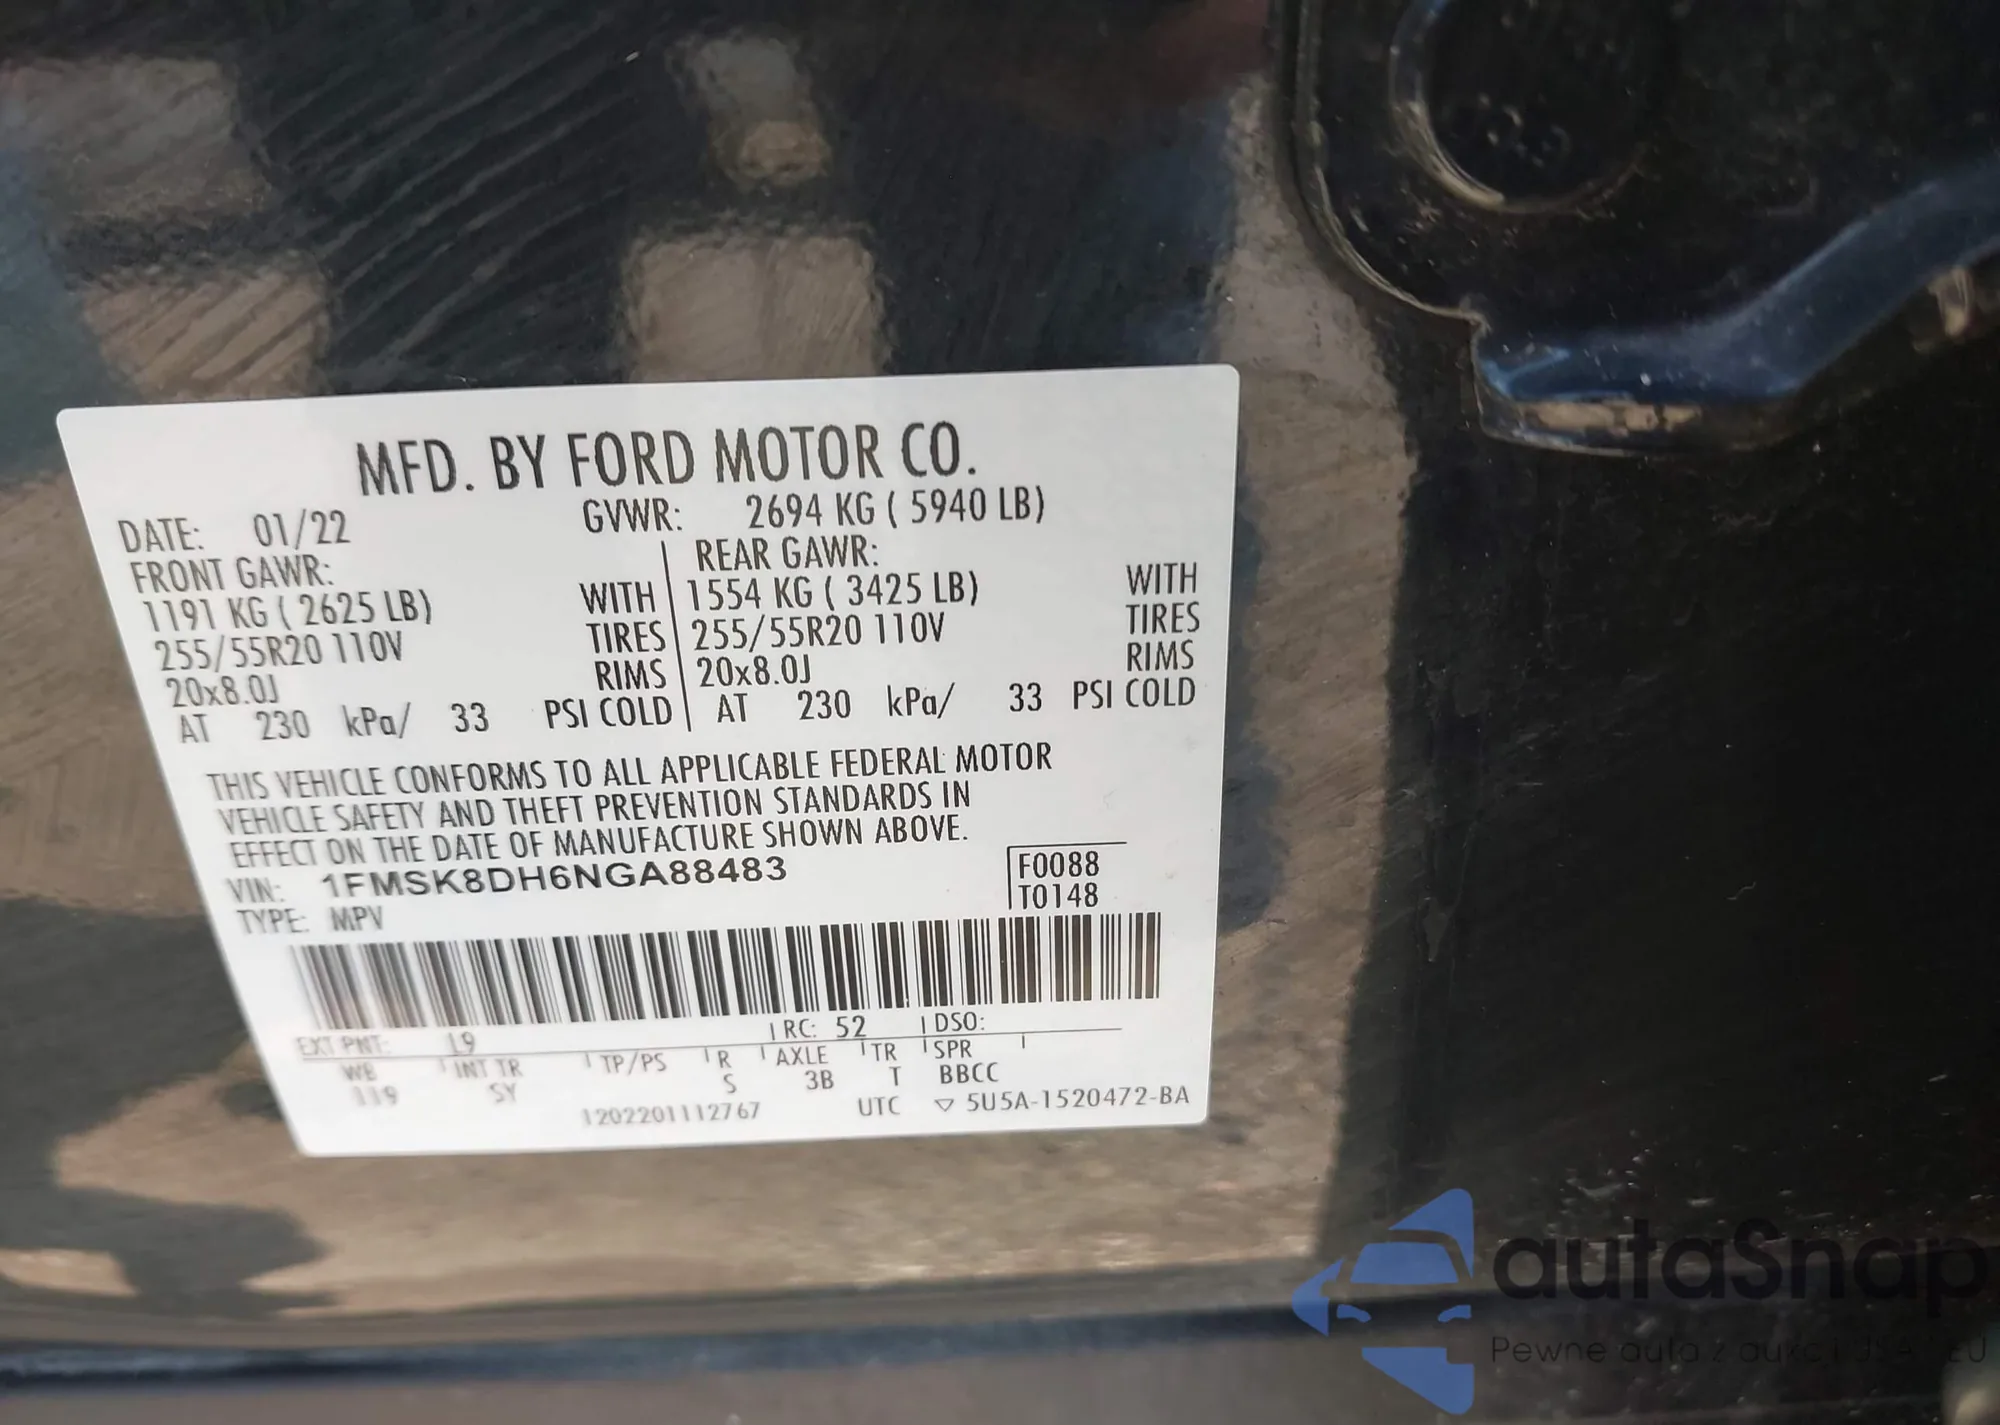 MFD. BY FORD MOTOR CO.
DATE: 01/22 GVWR: 2694 KG ( 5940 LB)
FRONT GAWR: REAR GAWR:
1191 KG ( 2625 LB) WITH 1554 KG ( 3425 LB) WITH
255/55R20 110V TIRES 255/55R20 110V TIRES
20x8.0J RIMS 20x8.0J RIMS
AT 230 kPa/ 33 PSI COLD AT 230 kPa/ 33 PSI COLD
THIS VEHICLE CONFORMS TO ALL APPLICABLE FEDERAL MOTOR
VEHICLE SAFETY AND THEFT PREVENTION STANDARDS IN
EFFECT ON THE DATE OF MANUFACTURE SHOWN ABOVE.
VIN: 1FMSK8DH6NGA88483 F0088
TYPE: MPV T0148
EXT PNT: L9 RC: 52 DSO:
WB INT TR TP/PS R AXLE TR SPR
119 SY S 3B T BBCC
1202201112767 UTC ▽ 5U5A-1520472-BA
autaSnap
Pewne auta z aukcji USA EU